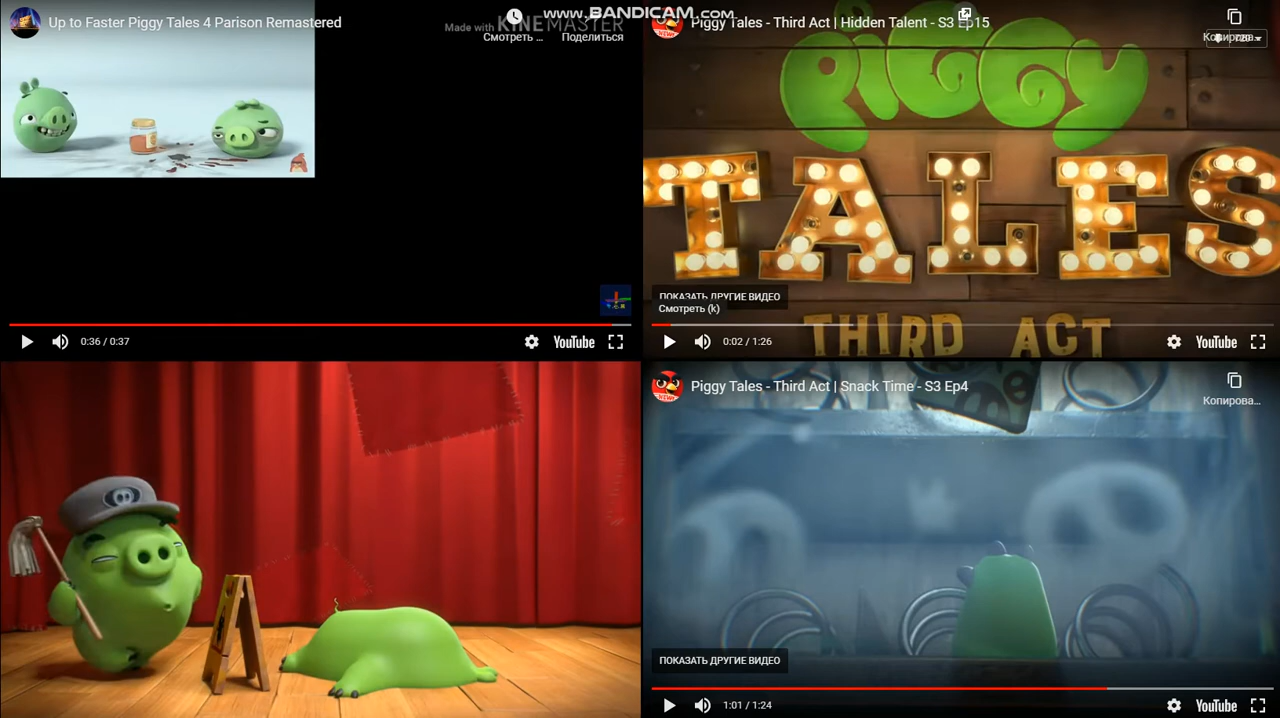 Up to Faster Piggy Tales 4 Parison Remastered
Made with KINEMASTER
Смотреть ...
Поделиться
www.BANDICAM.com
Piggy Tales - Third Act | Hidden Talent - S3 Ep15
Копирова...
720
PIGGY
TALES
THIRD ACT
ПОКАЗАТЬ ДРУГИЕ ВИДЕО
Смотреть (k)
0:36 / 0:37
YouTube
0:02 / 1:26
YouTube
Piggy Tales - Third Act | Snack Time - S3 Ep4
Копирова...
ПОКАЗАТЬ ДРУГИЕ ВИДЕО
1:01 / 1:24
YouTube